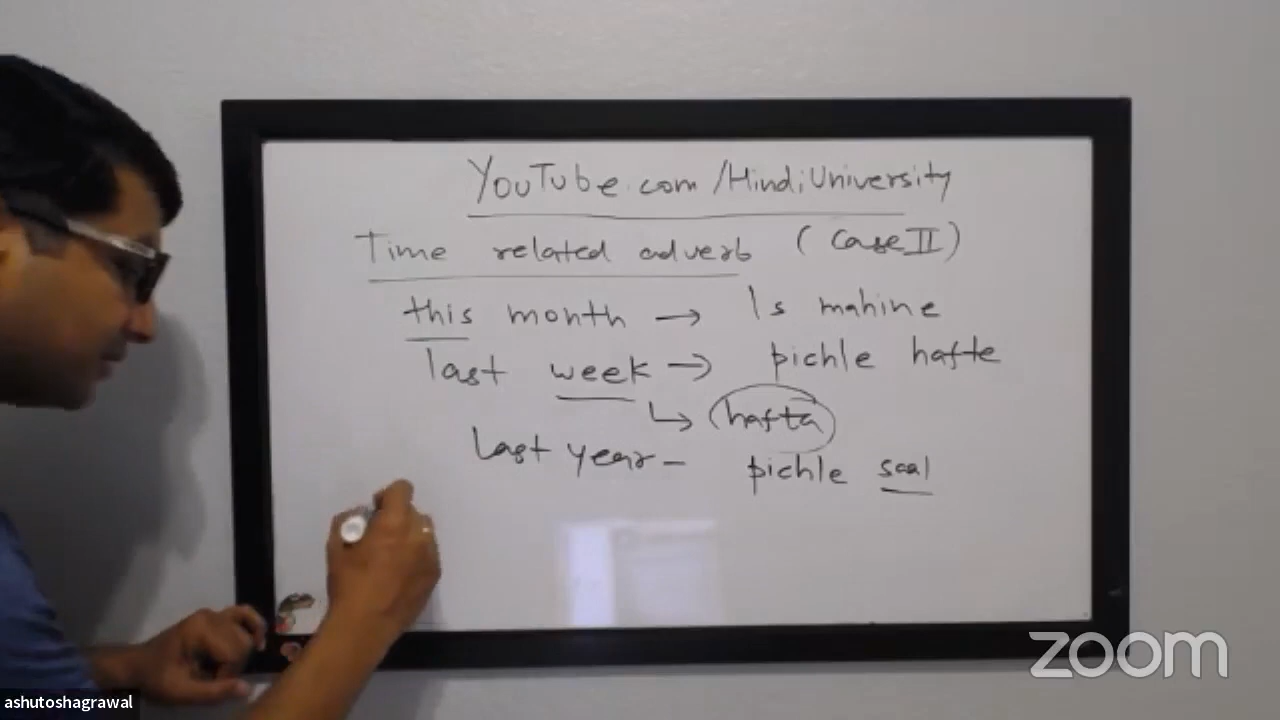 YouTube.com/HindiUniversity
Time related adverb (Case II)
this month → Is mahine
last week → pichle hafte
↳ hafta
Last year - pichle saal
zoom
ashutoshagrawal